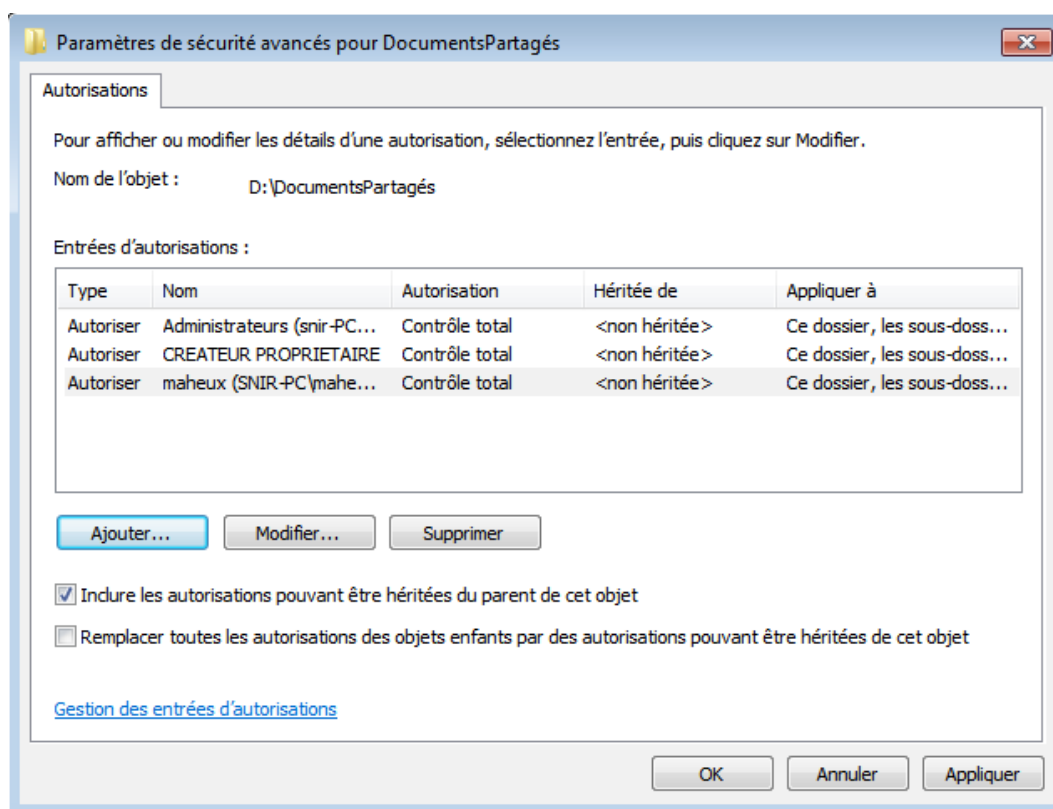 Paramètres de sécurité avancés pour DocumentsPartagés
Autorisations
Pour afficher ou modifier les détails d’une autorisation, sélectionnez l’entrée, puis cliquez sur Modifier.
Nom de l’objet : D:\DocumentsPartagés
Entrées d’autorisations :
Type Nom Autorisation Héritée de Appliquer à
Autoriser Administrateurs (snir-PC... Contrôle total <non héritée> Ce dossier, les sous-doss...
Autoriser CREATEUR PROPRIETAIRE Contrôle total <non héritée> Ce dossier, les sous-doss...
Autoriser maheux (SNIR-PC\mahe... Contrôle total <non héritée> Ce dossier, les sous-doss...
Ajouter... Modifier... Supprimer
Inclure les autorisations pouvant être héritées du parent de cet objet
Remplacer toutes les autorisations des objets enfants par des autorisations pouvant être héritées de cet objet
Gestion des entrées d’autorisations
OK Annuler Appliquer